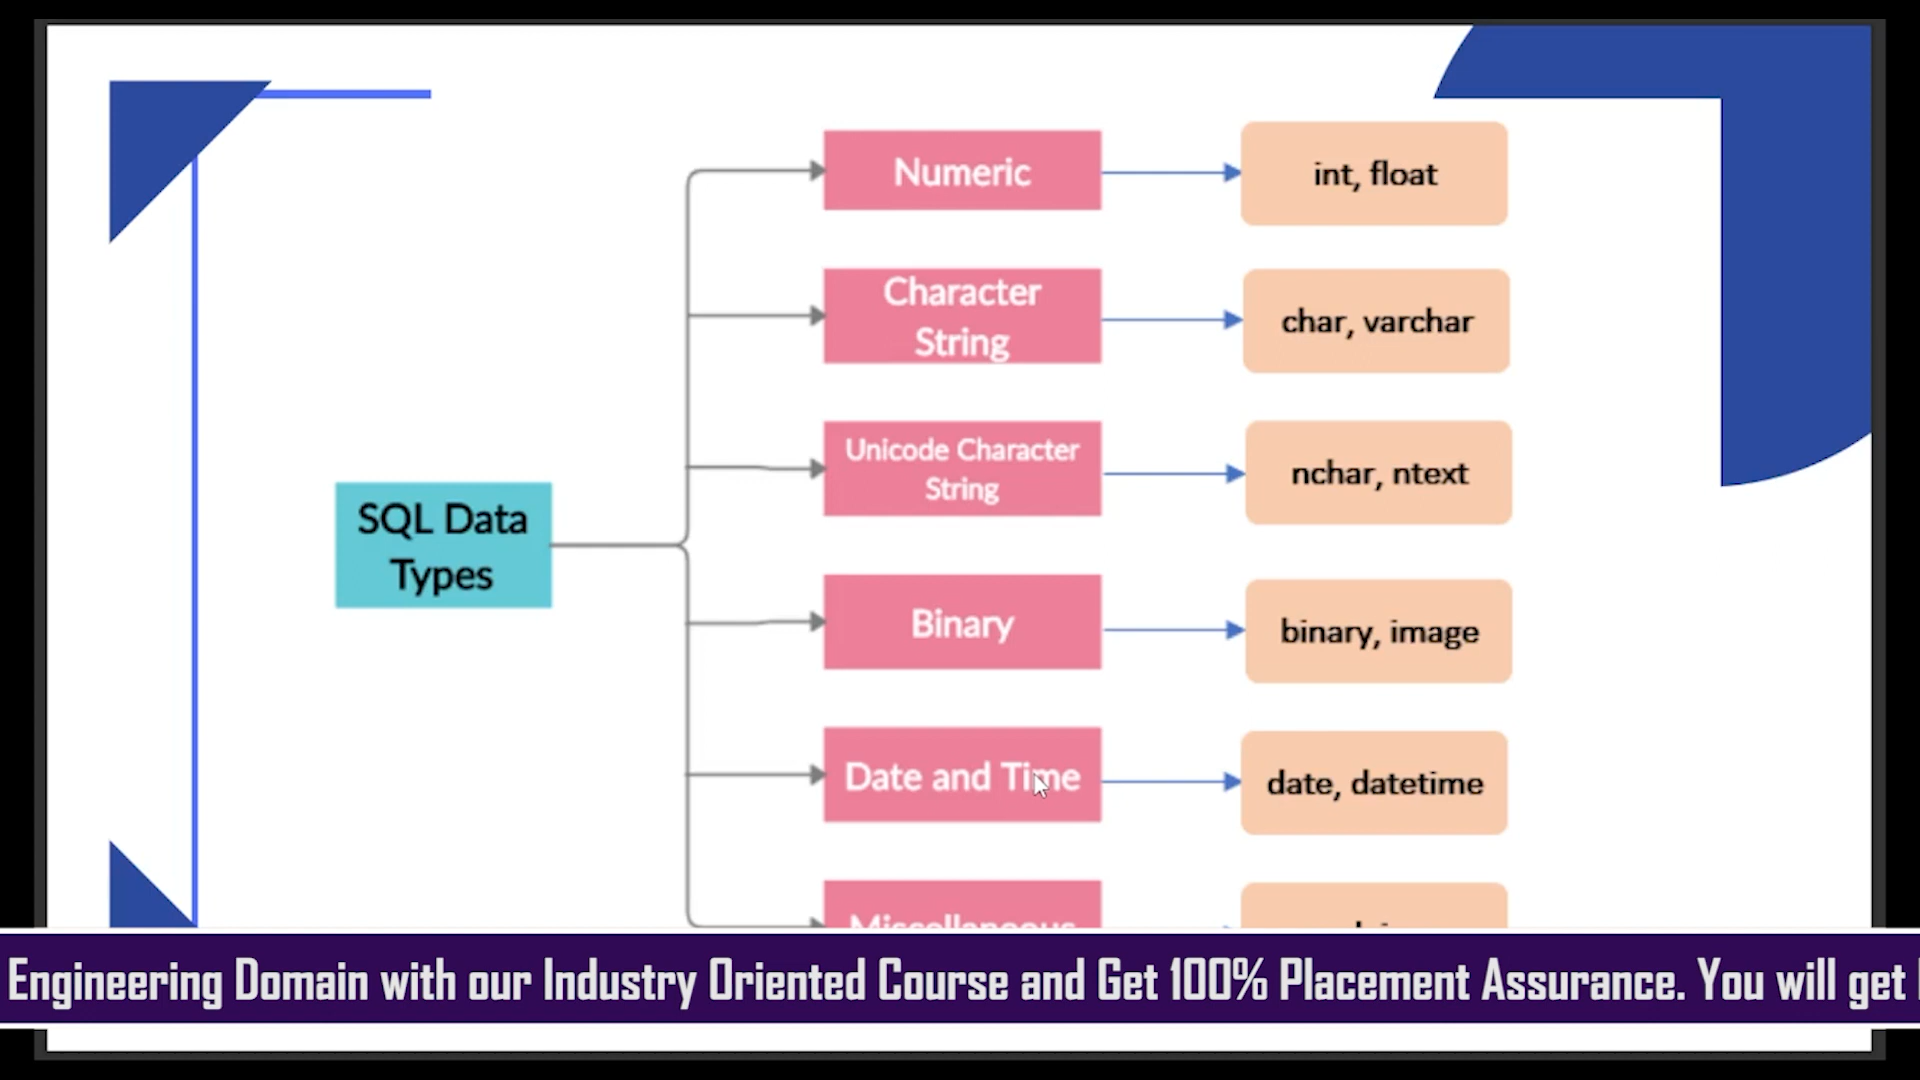 SQL Data
Types
Numeric
int, float
Character
String
char, varchar
Unicode Character
String
nchar, ntext
Binary
binary, image
Date and Time
date, datetime
Miscellaneous
Engineering Domain with our Industry Oriented Course and Get 100% Placement Assurance. You will get